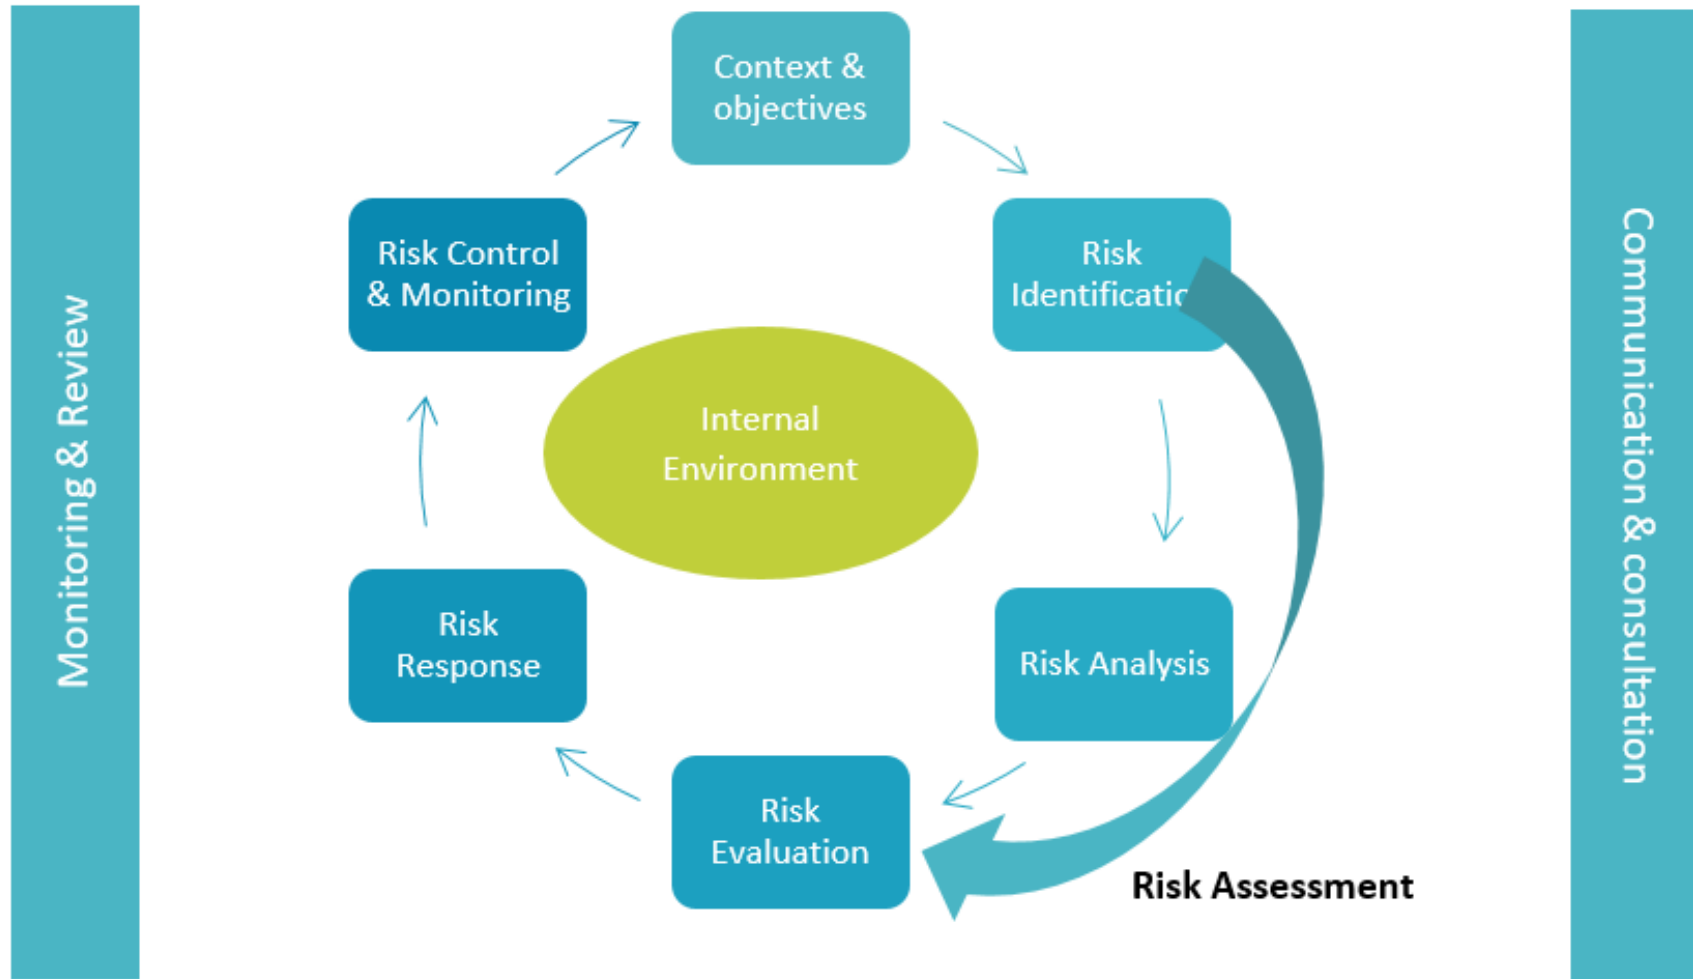 Context &
objectives
Risk Control
& Monitoring
Risk
Identification
Internal
Environment
Risk
Response
Risk Analysis
Risk
Evaluation
Risk Assessment
Monitoring & Review
Communication & consultation